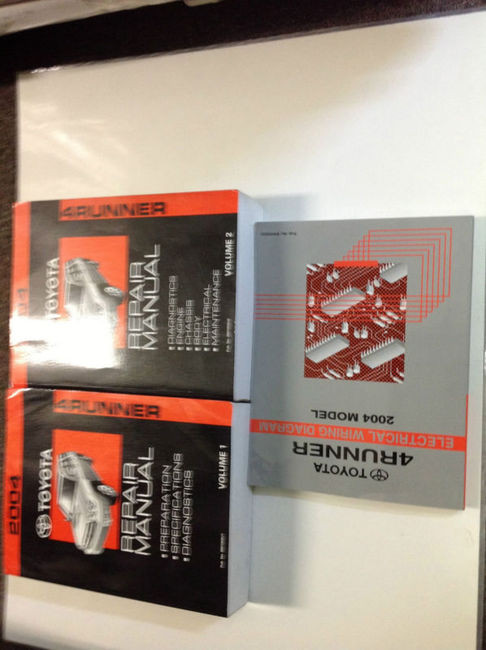 2004
4RUNNER
TOYOTA
REPAIR
MANUAL
PREPARATION
SPECIFICATIONS
DIAGNOSTICS
VOLUME 1
4RUNNER
TOYOTA
REPAIR
MANUAL
DIAGNOSTICS
ENGINE
CHASSIS
BODY
ELECTRICAL
MAINTENANCE
VOLUME 2
TOYOTA
4RUNNER
ELECTRICAL WIRING DIAGRAM
2004 MODEL